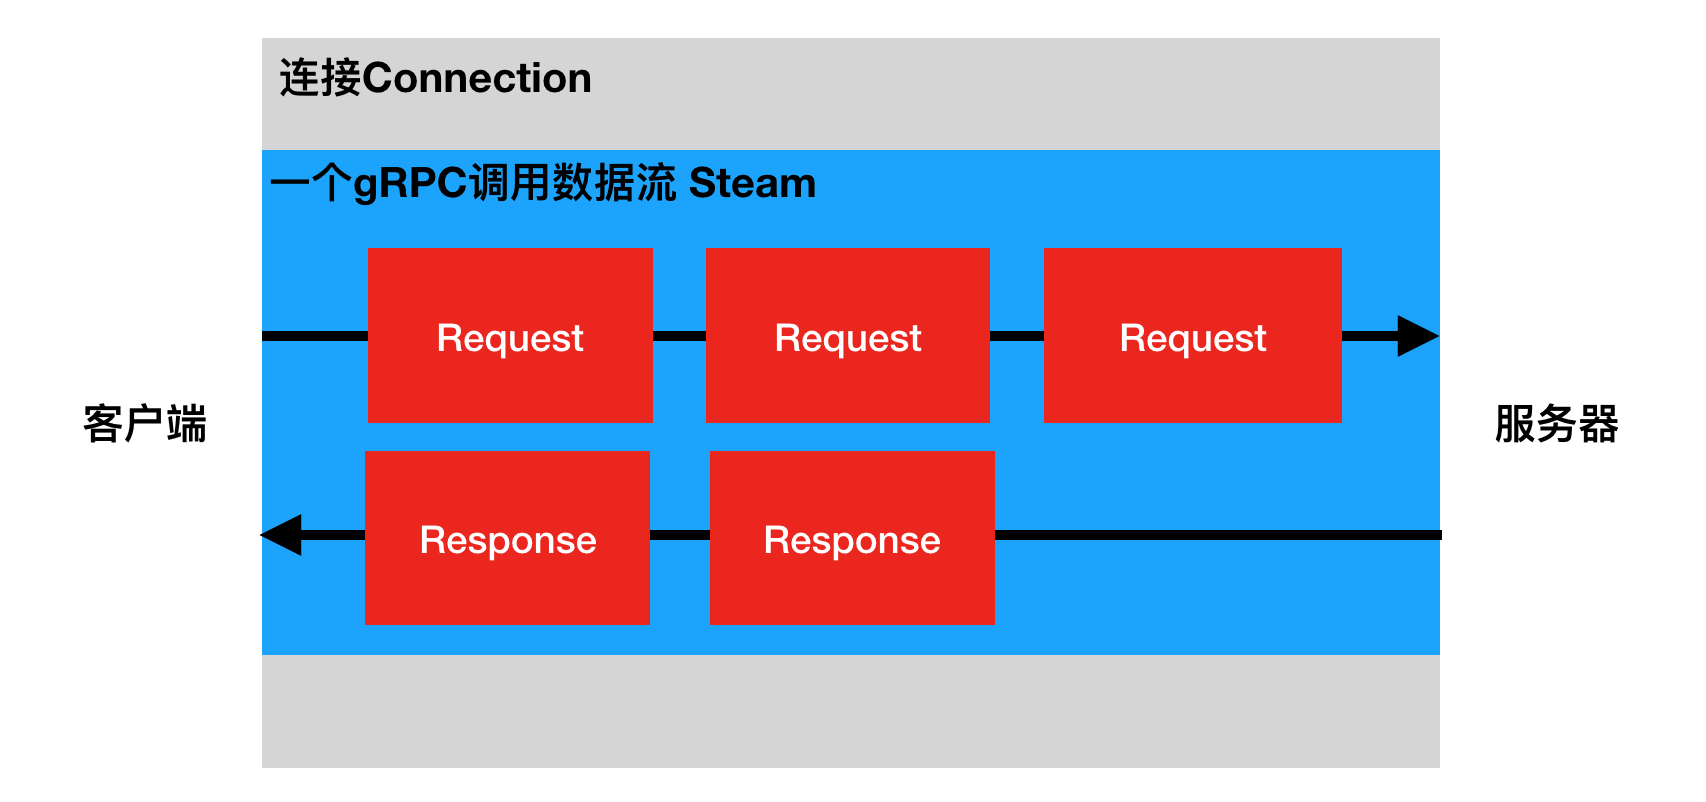 连接Connection
一个gRPC调用数据流 Steam
Request
Request
Request
客户端
服务器
Response
Response